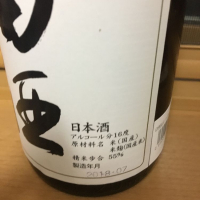 酒
日本酒
アルコール分16度
原材料名 米(国産)
米麹(国産米)
精米歩合 55%
製造年月